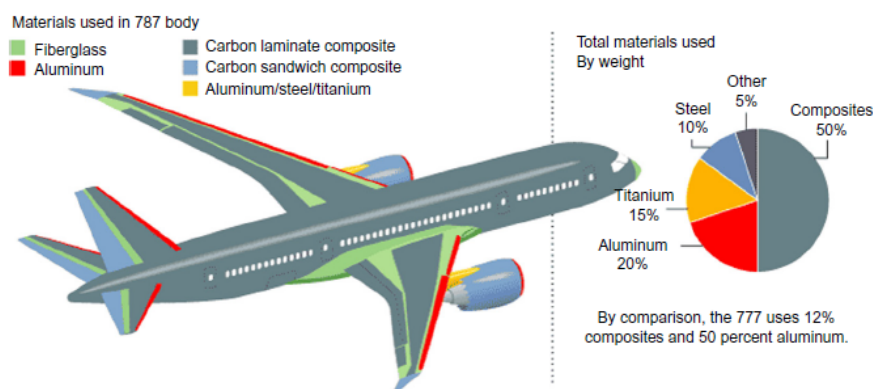 Materials used in 787 body
Fiberglass
Aluminum
Carbon laminate composite
Carbon sandwich composite
Aluminum/steel/titanium
Total materials used
By weight
Other
5%
Steel
10%
Composites
50%
Titanium
15%
Aluminum
20%
By comparison, the 777 uses 12%
composites and 50 percent aluminum.